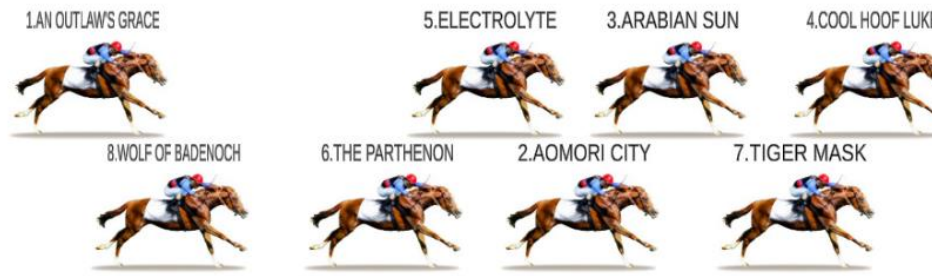 1.AN OUTLAW'S GRACE
5.ELECTROLYTE
3.ARABIAN SUN
4.COOL HOOF LUKE
8.WOLF OF BADENOCH
6.THE PARTHENON
2.AOMORI CITY
7.TIGER MASK